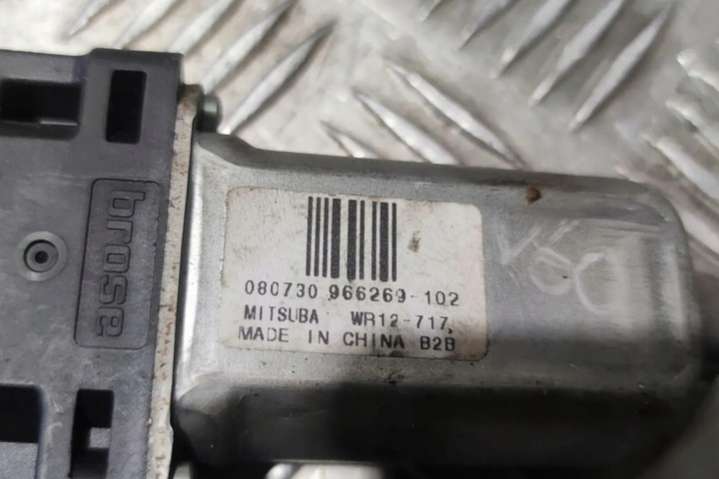 brose
080730 966269-102
MITSUBA WR12-717
MADE IN CHINA B2B